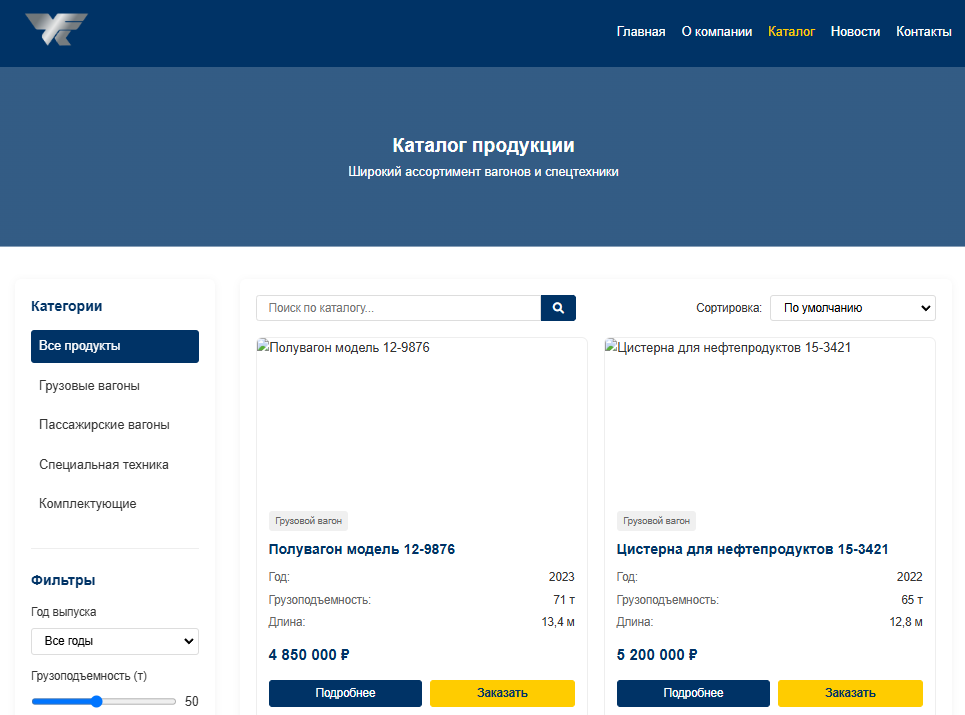 Главная О компании Каталог Новости Контакты
Каталог продукции
Широкий ассортимент вагонов и спецтехники
Категории
Все продукты
Грузовые вагоны
Пассажирские вагоны
Специальная техника
Комплектующие
Фильтры
Год выпуска
Все годы
Грузоподъемность (т)
50
Поиск по каталогу...
Сортировка: По умолчанию
Полувагон модель 12-9876
Грузовой вагон
Полувагон модель 12-9876
Год: 2023
Грузоподъемность: 71 т
Длина: 13,4 м
4 850 000 ₽
Подробнее Заказать
Цистерна для нефтепродуктов 15-3421
Грузовой вагон
Цистерна для нефтепродуктов 15-3421
Год: 2022
Грузоподъемность: 65 т
Длина: 12,8 м
5 200 000 ₽
Подробнее Заказать